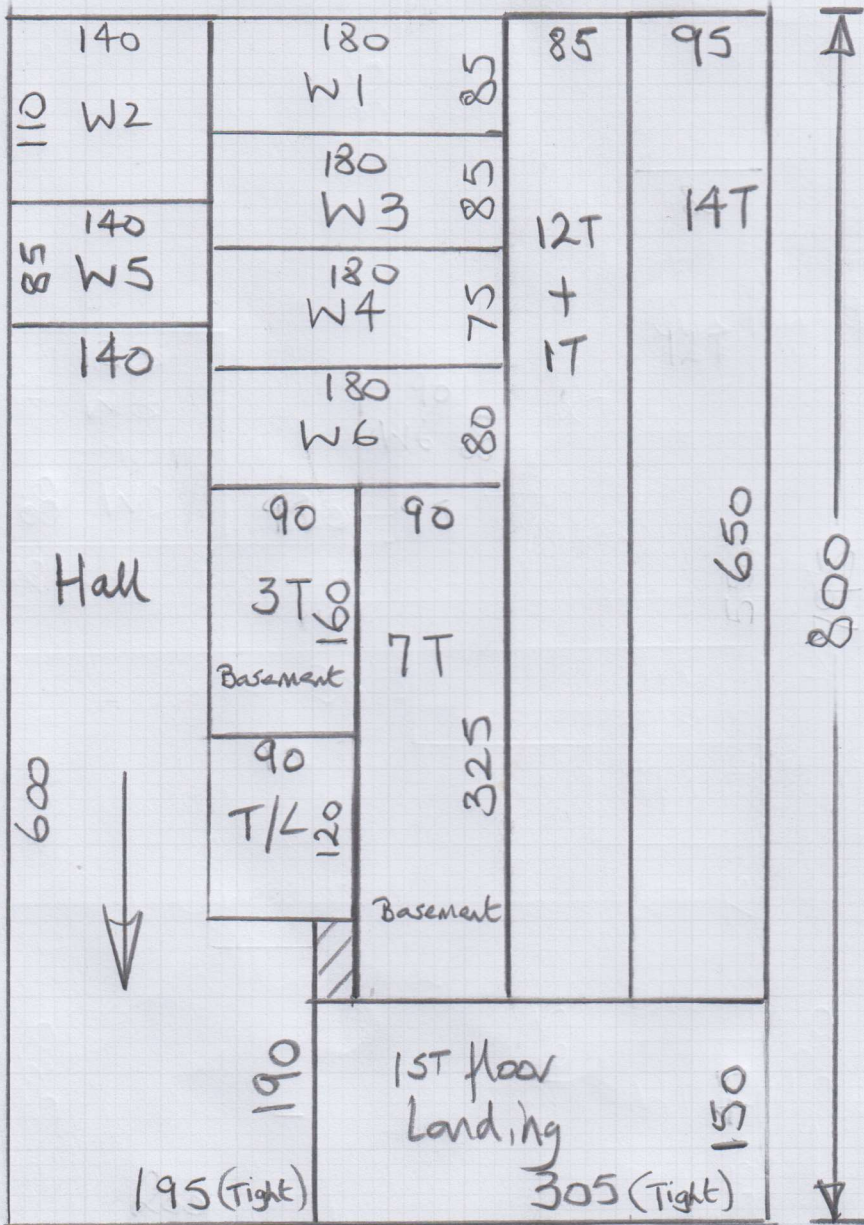 140
110
W2
180
W1
85
85
95
180
W3
85
140
85
W5
12T
+
1T
14T
180
W4
75
140
180
W6
80
Hall
90
3T
160
Basement
90
7T
325
Basement
650
800
90
T/L
120
600
190
1ST floor
Landing
150
195 (Tight)
305 (Tight)